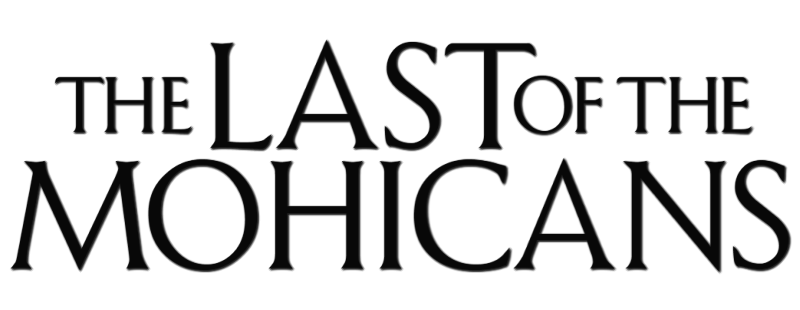 THE LAST OF THE
MOHICANS